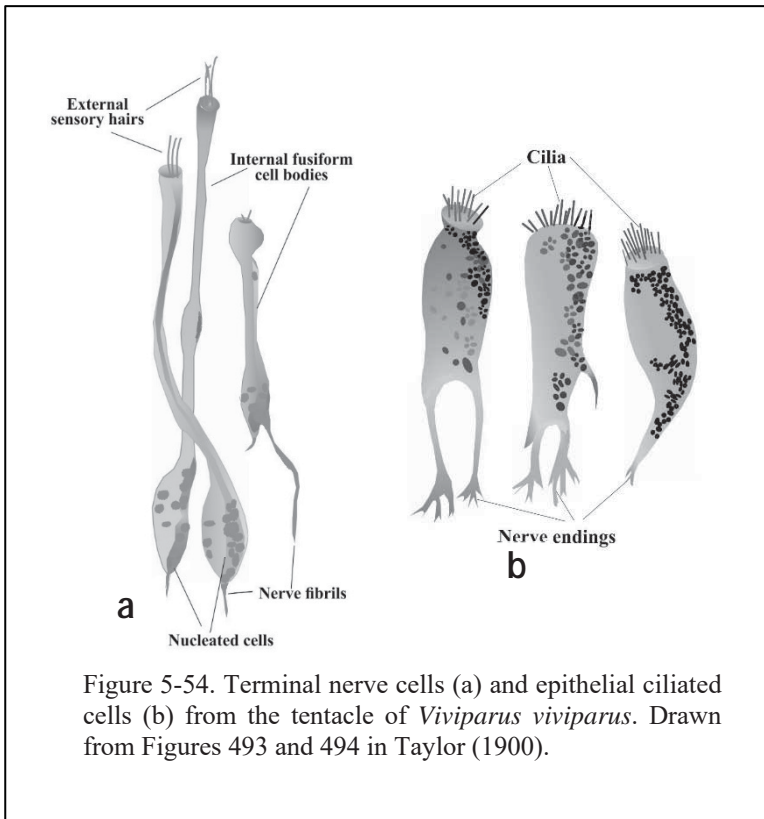 External
sensory hairs
Internal fusiform
cell bodies
Nerve fibrils
Nucleated cells
a
Cilia
Nerve endings
b
Figure 5-54. Terminal nerve cells (a) and epithelial ciliated
cells (b) from the tentacle of Viviparus viviparus. Drawn
from Figures 493 and 494 in Taylor (1900).